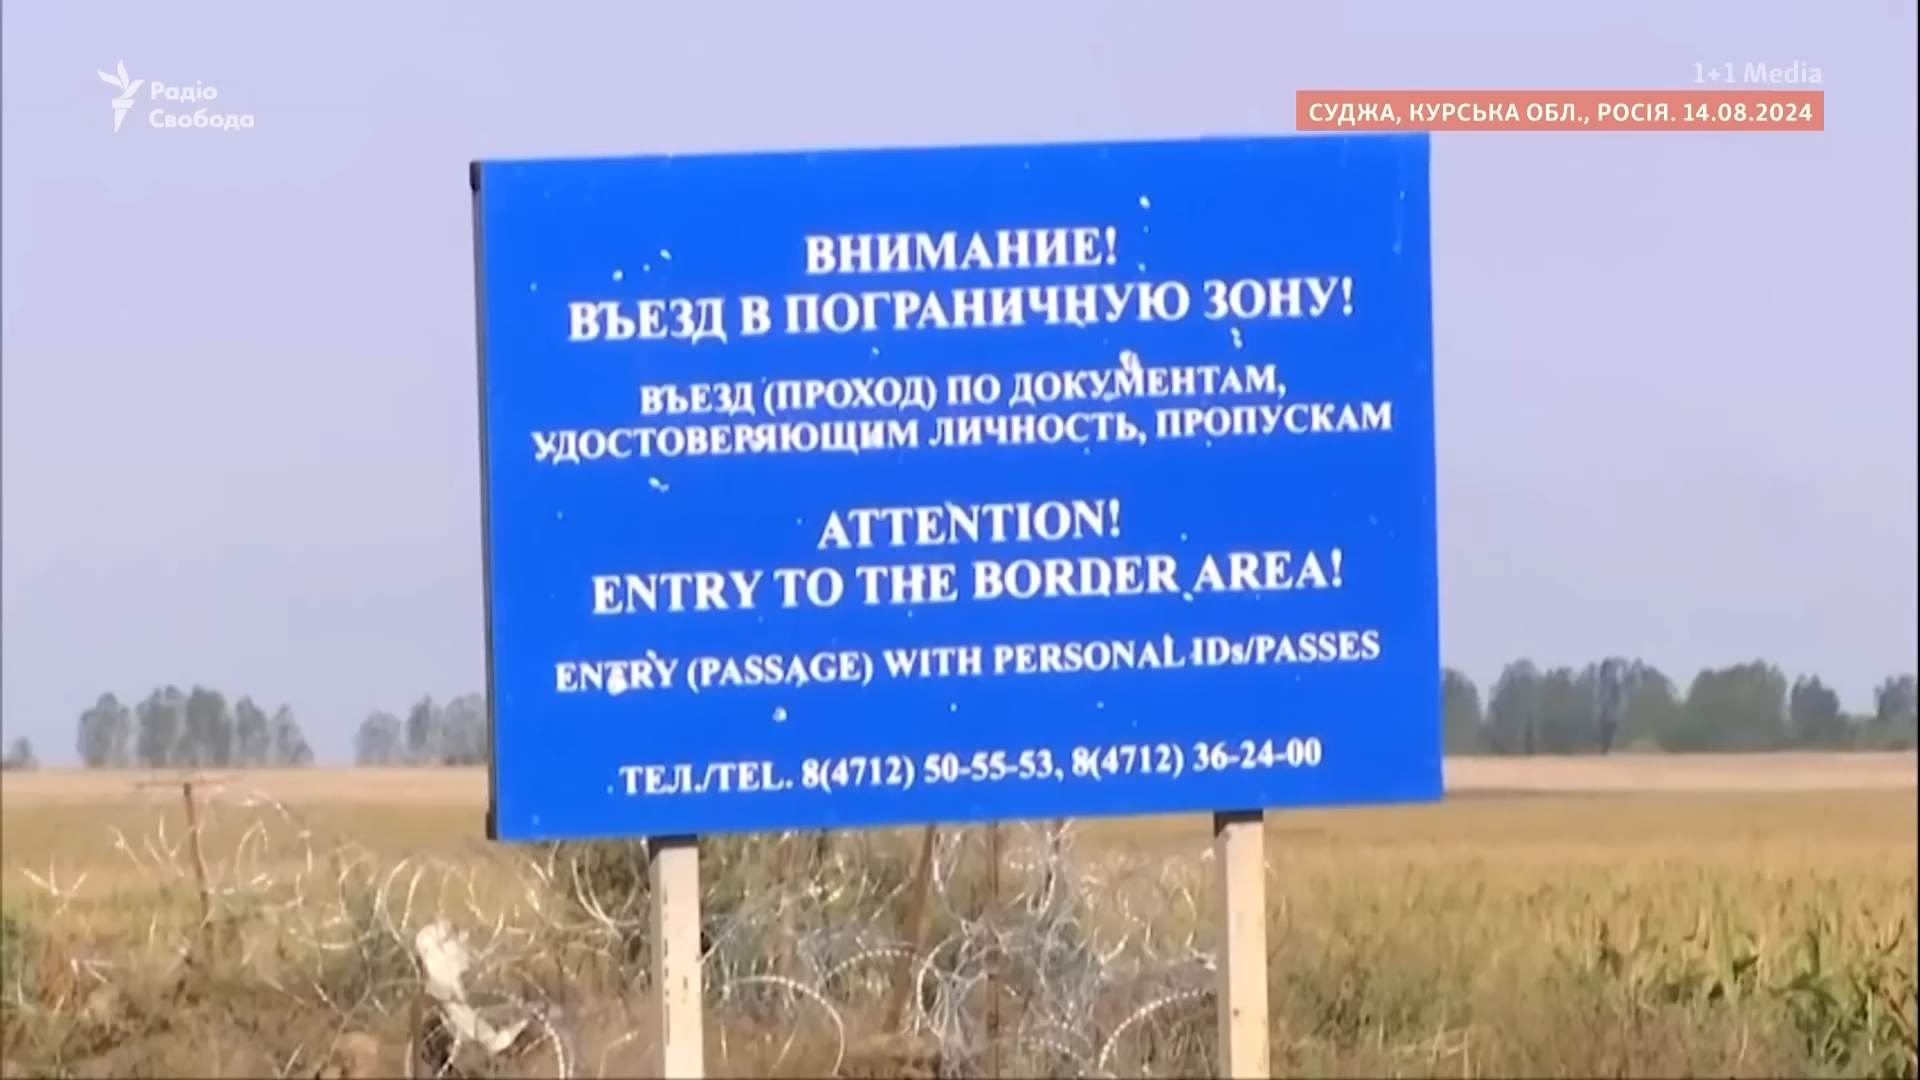 Радіо
Свобода
1+1 Media
СУДЖА, КУРСЬКА ОБЛ., РОСІЯ. 14.08.2024
ВНИМАНИЕ!
ВЪЕЗД В ПОГРАНИЧНУЮ ЗОНУ!
ВЪЕЗД (ПРОХОД) ПО ДОКУМЕНТАМ,
УДОСТОВЕРЯЮЩИМ ЛИЧНОСТЬ, ПРОПУСКАМ
ATTENTION!
ENTRY TO THE BORDER AREA!
ENTRY (PASSAGE) WITH PERSONAL IDs/PASSES
ТЕЛ./TEL. 8(4712) 50-55-53, 8(4712) 36-24-00